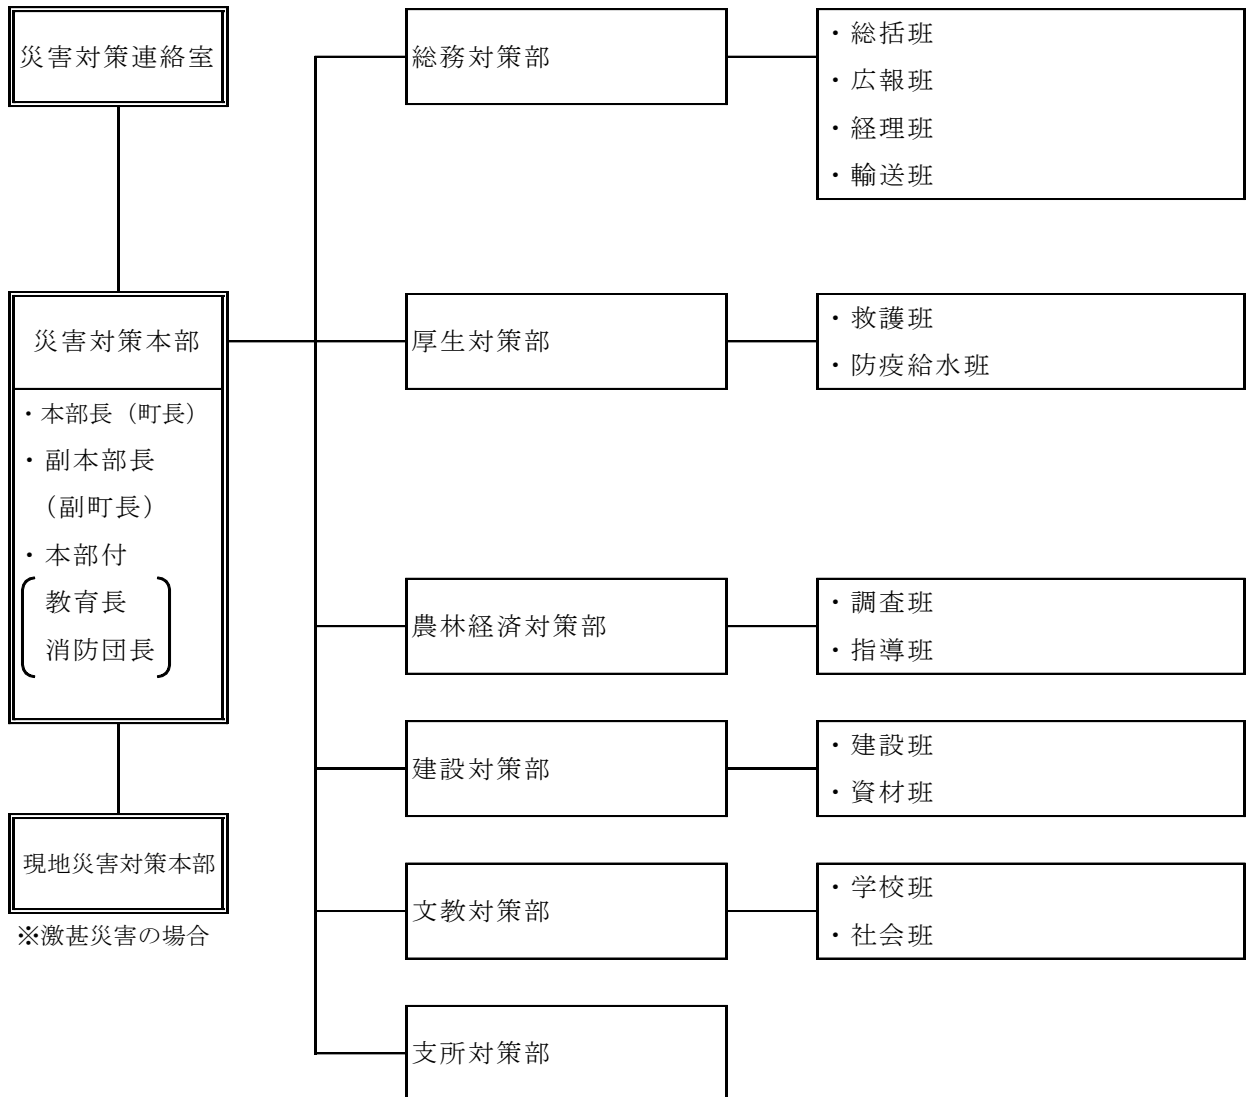 災害対策連絡室
災害対策本部
・本部長（町長）
・副本部長
（副町長）
・本部付
教育長
消防団長
現地災害対策本部
※激甚災害の場合
総務対策部
・総括班
・広報班
・経理班
・輸送班
厚生対策部
・救護班
・防疫給水班
農林経済対策部
・調査班
・指導班
建設対策部
・建設班
・資材班
文教対策部
・学校班
・社会班
支所対策部